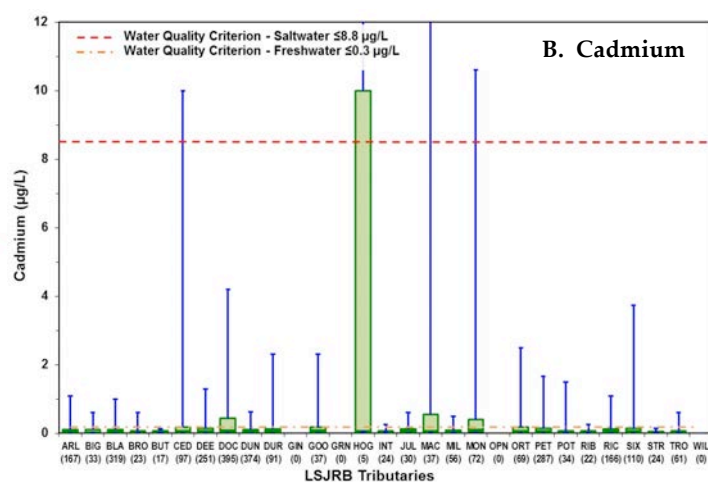 12
10
8
6
4
2
0
Cadmium (µg/L)
Water Quality Criterion - Saltwater ≤8.8 µg/L
Water Quality Criterion - Freshwater ≤0.3 µg/L
B. Cadmium
ARL BIG BLA BRO BUT CED DEE DOC DUN DUR GIN GOO GRN HOG INT JUL MAC MIL MON OPN ORT PET POT RIB RIC SIX STR TRO WIL
(167) (33) (319) (23) (17) (97) (251) (395) (374) (91) (0) (37) (0) (5) (24) (30) (37) (56) (72) (0) (69) (287) (34) (22) (166) (110) (24) (61) (0)
LSJRB Tributaries